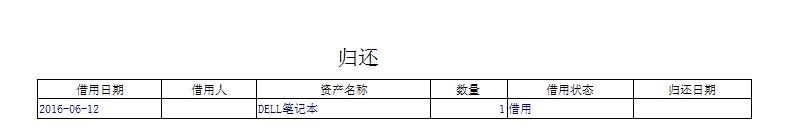 归还
借用日期 借用人 资产名称 数量 借用状态 归还日期
2016-06-12 DELL笔记本 1 借用